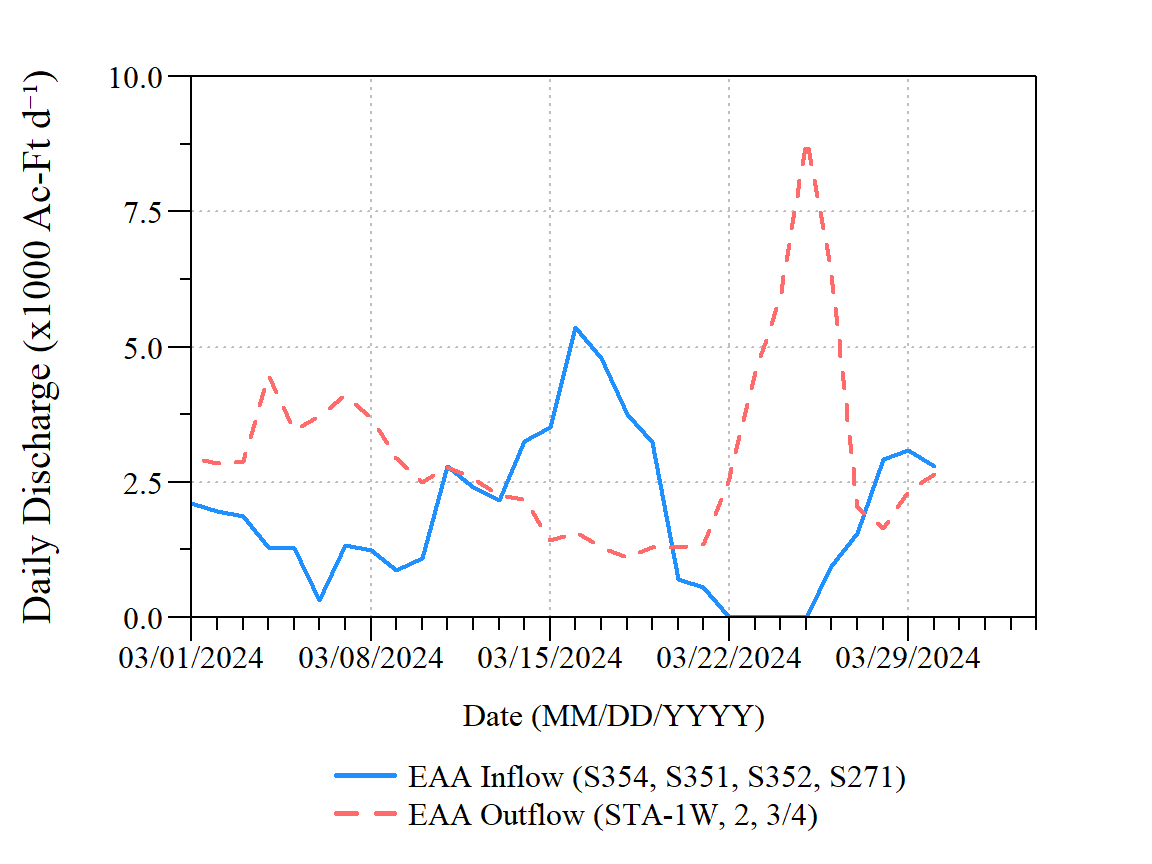 Daily Discharge (x1000 Ac-Ft d⁻¹)
10.0
7.5
5.0
2.5
0.0
03/01/2024 03/08/2024 03/15/2024 03/22/2024 03/29/2024
Date (MM/DD/YYYY)
EAA Inflow (S354, S351, S352, S271)
EAA Outflow (STA-1W, 2, 3/4)